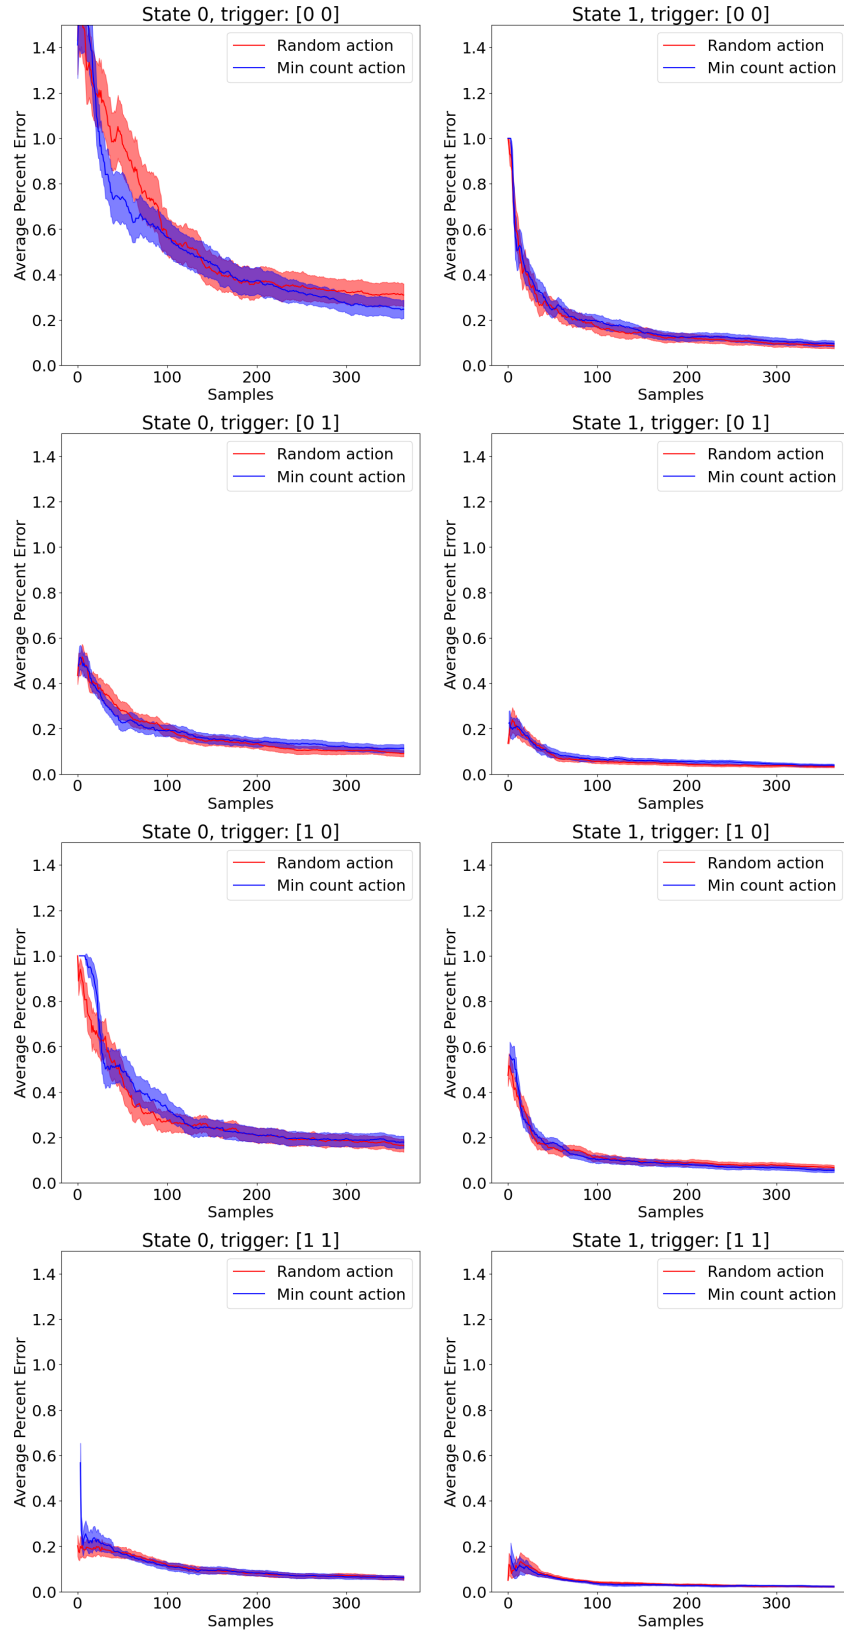 State 0, trigger: [0 0]
Average Percent Error
1.4
1.2
1.0
0.8
0.6
0.4
0.2
0.0
Random action
Min count action
0 100 200 300
Samples
State 1, trigger: [0 0]
Average Percent Error
1.4
1.2
1.0
0.8
0.6
0.4
0.2
0.0
Random action
Min count action
0 100 200 300
Samples
State 0, trigger: [0 1]
Average Percent Error
1.4
1.2
1.0
0.8
0.6
0.4
0.2
0.0
Random action
Min count action
0 100 200 300
Samples
State 1, trigger: [0 1]
Average Percent Error
1.4
1.2
1.0
0.8
0.6
0.4
0.2
0.0
Random action
Min count action
0 100 200 300
Samples
State 0, trigger: [1 0]
Average Percent Error
1.4
1.2
1.0
0.8
0.6
0.4
0.2
0.0
Random action
Min count action
0 100 200 300
Samples
State 1, trigger: [1 0]
Average Percent Error
1.4
1.2
1.0
0.8
0.6
0.4
0.2
0.0
Random action
Min count action
0 100 200 300
Samples
State 0, trigger: [1 1]
Average Percent Error
1.4
1.2
1.0
0.8
0.6
0.4
0.2
0.0
Random action
Min count action
0 100 200 300
Samples
State 1, trigger: [1 1]
Average Percent Error
1.4
1.2
1.0
0.8
0.6
0.4
0.2
0.0
Random action
Min count action
0 100 200 300
Samples